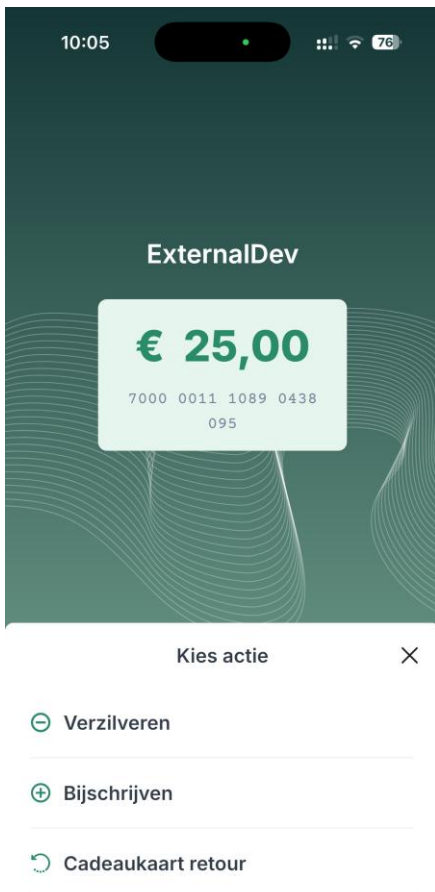 10:05
76
ExternalDev
€ 25,00
7000 0011 1089 0438
095
Kies actie
Verzilveren
Bijschrijven
Cadeaukaart retour